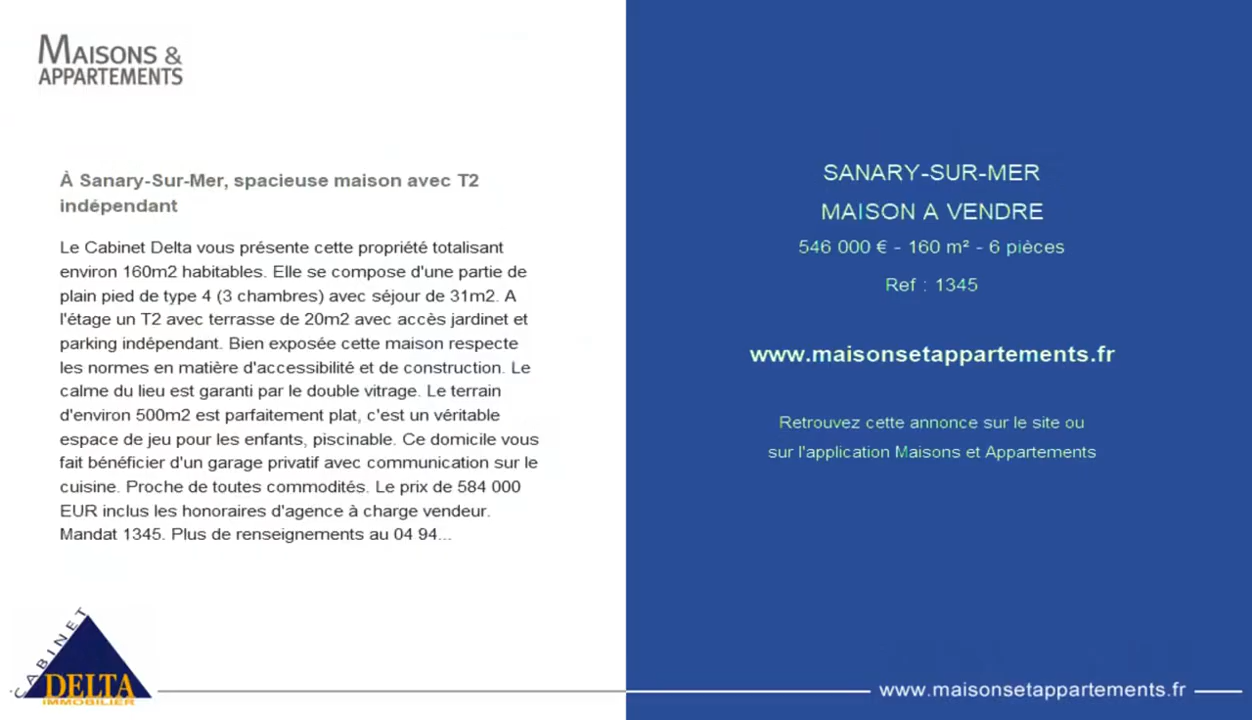 MAISONS &
APPARTEMENTS
À Sanary-Sur-Mer, spacieuse maison avec T2
indépendant
Le Cabinet Delta vous présente cette propriété totalisant
environ 160m2 habitables. Elle se compose d'une partie de
plain pied de type 4 (3 chambres) avec séjour de 31m2. A
l'étage un T2 avec terrasse de 20m2 avec accès jardinet et
parking indépendant. Bien exposée cette maison respecte
les normes en matière d'accessibilité et de construction. Le
calme du lieu est garanti par le double vitrage. Le terrain
d'environ 500m2 est parfaitement plat, c'est un véritable
espace de jeu pour les enfants, piscinable. Ce domicile vous
fait bénéficier d'un garage privatif avec communication sur le
cuisine. Proche de toutes commodités. Le prix de 584 000
EUR inclus les honoraires d'agence à charge vendeur.
Mandat 1345. Plus de renseignements au 04 94...
CABINET
DELTA
IMMOBILIER
SANARY-SUR-MER
MAISON A VENDRE
546 000 € - 160 m² - 6 pièces
Ref : 1345
www.maisonsetappartements.fr
Retrouvez cette annonce sur le site ou
sur l'application Maisons et Appartements
www.maisonsetappartements.fr